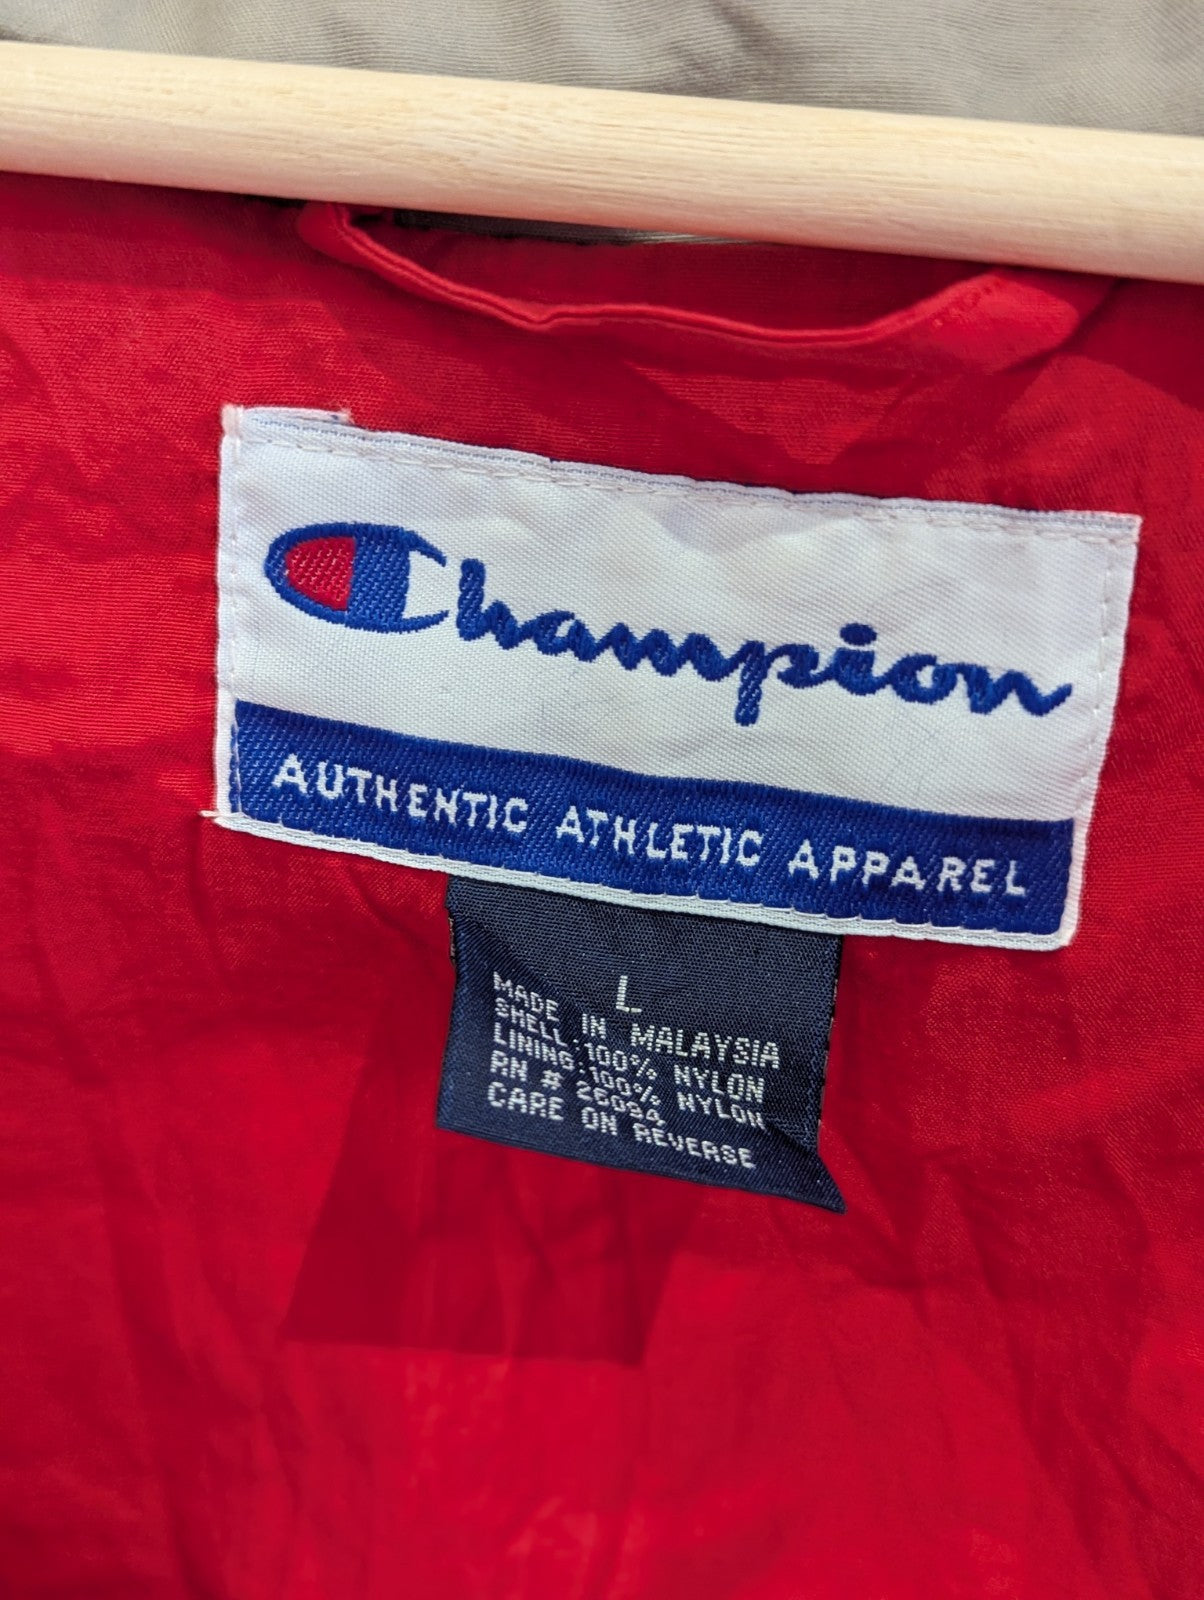 Champion
AUTHENTIC ATHLETIC APPAREL
L
MADE IN MALAYSIA
SHELL:100% NYLON
LINING:100% NYLON
RN # 26094
CARE ON REVERSE